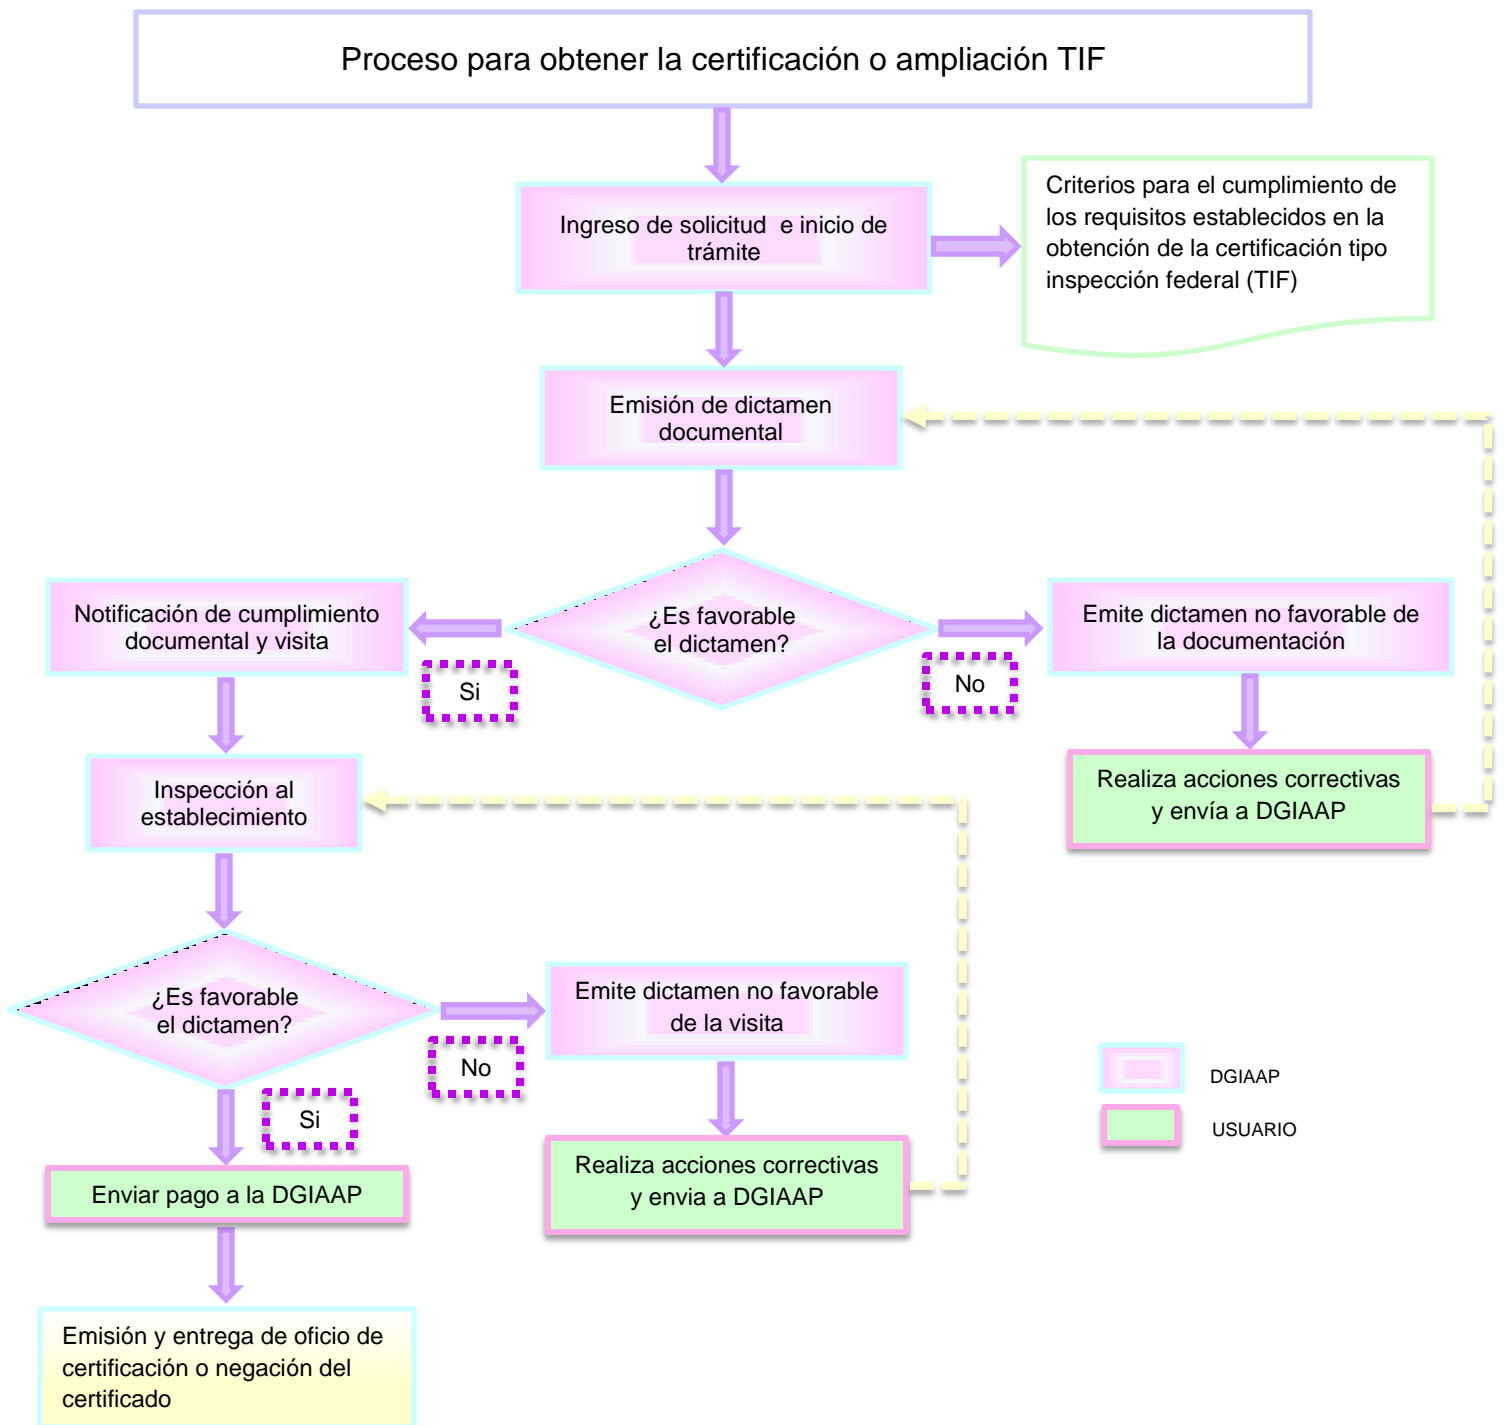 Proceso para obtener la certificación o ampliación TIF
Ingreso de solicitud e inicio de
trámite
Criterios para el cumplimiento de
los requisitos establecidos en la
obtención de la certificación tipo
inspección federal (TIF)
Emisión de dictamen
documental
¿Es favorable
el dictamen?
Notificación de cumplimiento
documental y visita
Si
No
Emite dictamen no favorable de
la documentación
Realiza acciones correctivas
y envía a DGIAAP
Inspección al
establecimiento
¿Es favorable
el dictamen?
No
Si
Emite dictamen no favorable
de la visita
Realiza acciones correctivas
y envia a DGIAAP
Enviar pago a la DGIAAP
Emisión y entrega de oficio de
certificación o negación del
certificado
DGIAAP
USUARIO